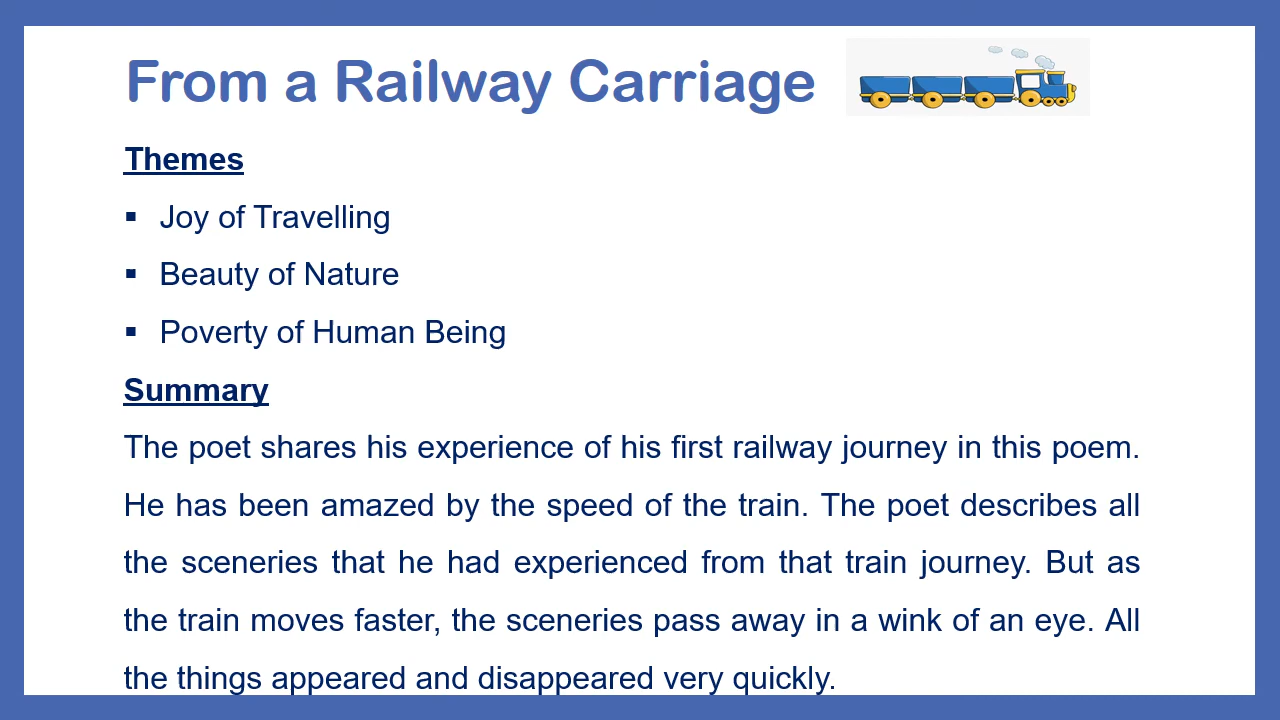 From a Railway Carriage
Themes
▪ Joy of Travelling
▪ Beauty of Nature
▪ Poverty of Human Being
Summary
The poet shares his experience of his first railway journey in this poem.
He has been amazed by the speed of the train. The poet describes all
the sceneries that he had experienced from that train journey. But as
the train moves faster, the sceneries pass away in a wink of an eye. All
the things appeared and disappeared very quickly.